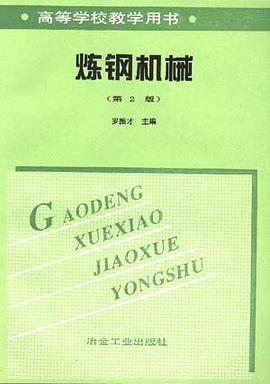 高等学校教学用书
炼钢机械
(第2版)
罗振才 主编
GAODENG
XUEXIAO
JIAOXUE
YONGSHU
冶金工业出版社